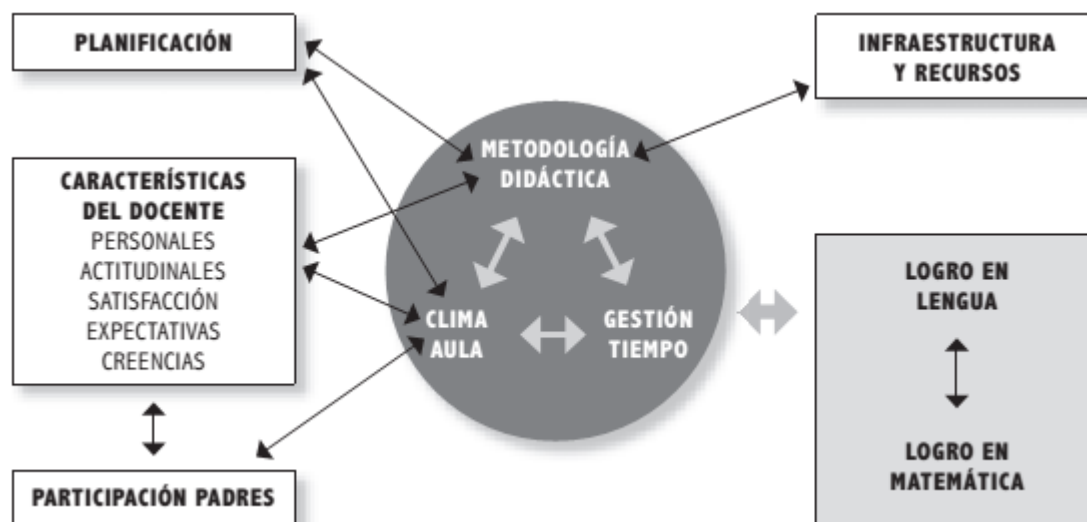 PLANIFICACIÓN
INFRAESTRUCTURA
Y RECURSOS
METODOLOGÍA
DIDÁCTICA
CARACTERÍSTICAS
DEL DOCENTE
PERSONALES
ACTITUDINALES
SATISFACCIÓN
EXPECTATIVAS
CREENCIAS
CLIMA
AULA
GESTIÓN
TIEMPO
LOGRO EN
LENGUA
LOGRO EN
MATEMÁTICA
PARTICIPACIÓN PADRES